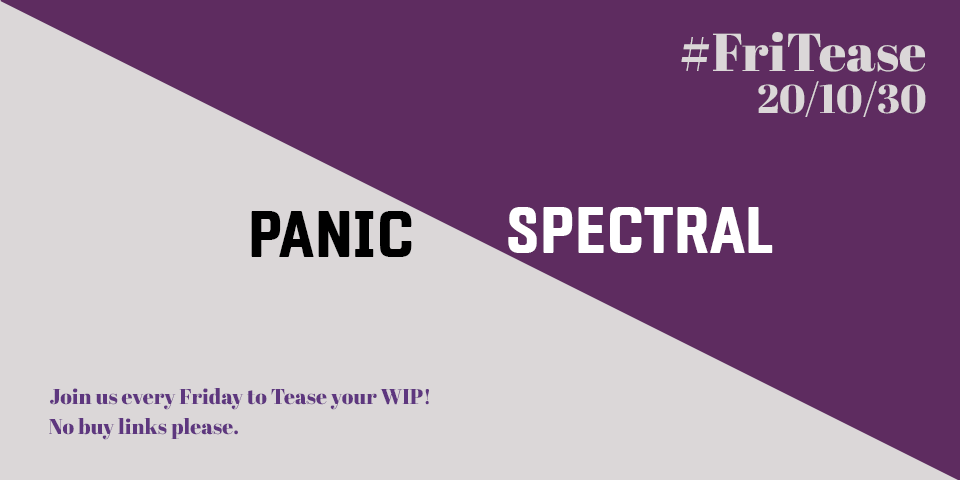 #FriTease
20/10/30
PANIC
SPECTRAL
Join us every Friday to Tease your WIP!
No buy links please.